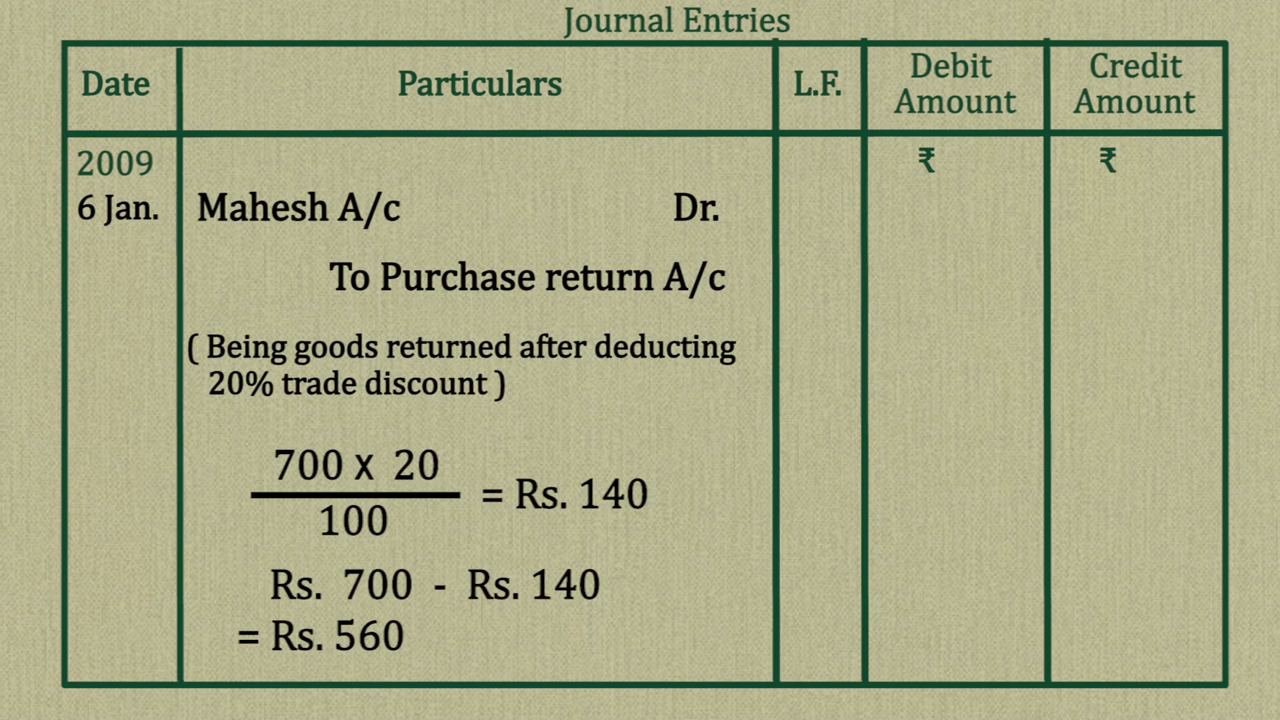 Journal Entries
Date Particulars L.F. Debit Amount Credit Amount
2009 ₹ ₹
6 Jan. Mahesh A/c Dr.
To Purchase return A/c
( Being goods returned after deducting
20% trade discount )
700 x 20
100
= Rs. 140
Rs. 700 - Rs. 140
= Rs. 560